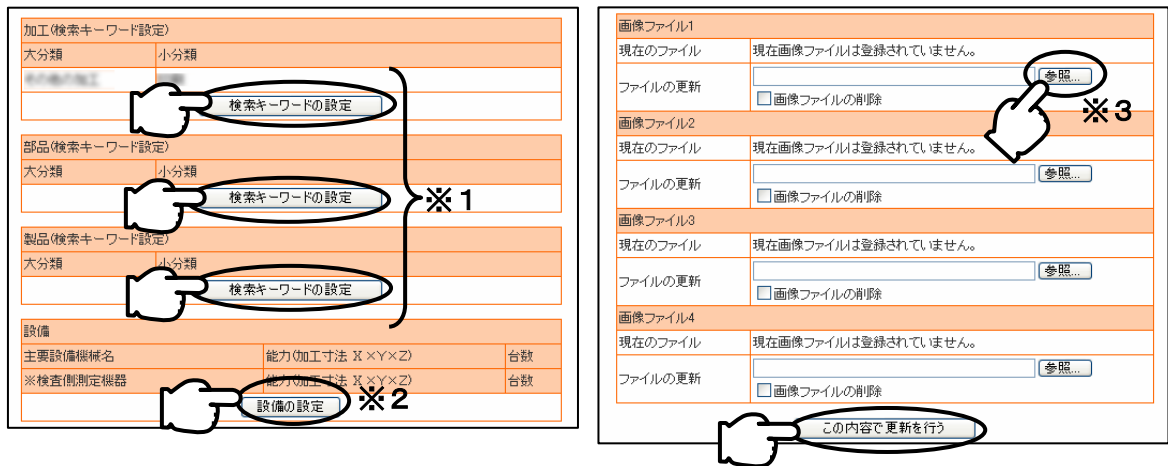 加工(検索キーワード設定)
大分類 小分類
検索キーワードの設定
部品(検索キーワード設定)
大分類 小分類
検索キーワードの設定
※1
製品(検索キーワード設定)
大分類 小分類
検索キーワードの設定
設備
主要設備機械名 能力(加工寸法 X×Y×Z) 台数
※検査側測定機器 能力(加工寸法 X×Y×Z) 台数
設備の設定 ※2
画像ファイル1
現在のファイル 現在画像ファイルは登録されていません。
ファイルの更新 参照...
画像ファイルの削除
※3
画像ファイル2
現在のファイル 現在画像ファイルは登録されていません。
ファイルの更新 参照...
画像ファイルの削除
画像ファイル3
現在のファイル 現在画像ファイルは登録されていません。
ファイルの更新 参照...
画像ファイルの削除
画像ファイル4
現在のファイル 現在画像ファイルは登録されていません。
ファイルの更新 参照...
画像ファイルの削除
この内容で更新を行う